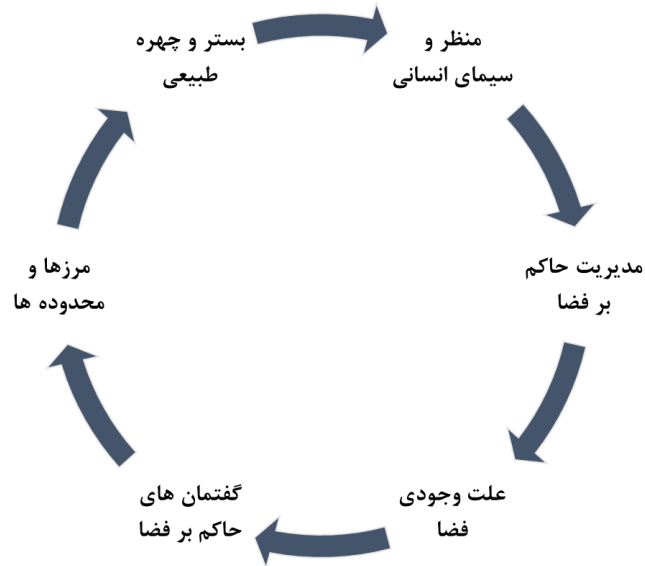 بستر و چهره
طبیعی
منظر و
سیمای انسانی
مدیریت حاکم
بر فضا
علت وجودی
فضا
گفتمان های
حاکم بر فضا
مرزها و
محدوده ها